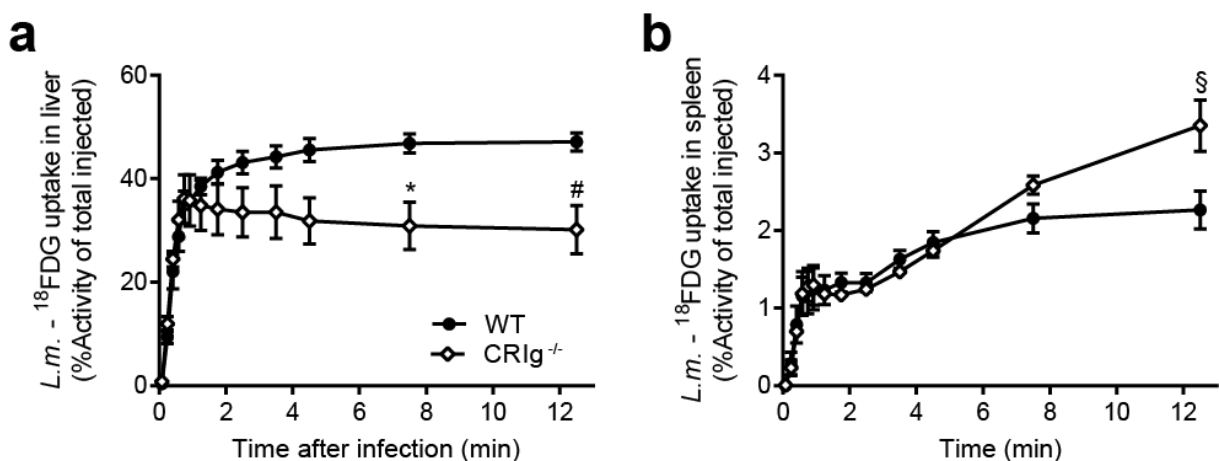 a
L.m. - ¹⁸FDG uptake in liver
(%Activity of total injected)
60
40
20
0
*
#
WT
CRIg -/-
0 2 4 6 8 10 12
Time after infection (min)
b
L.m. - ¹⁸FDG uptake in spleen
(%Activity of total injected)
4
3
2
1
0
§
0 2 4 6 8 10 12
Time (min)